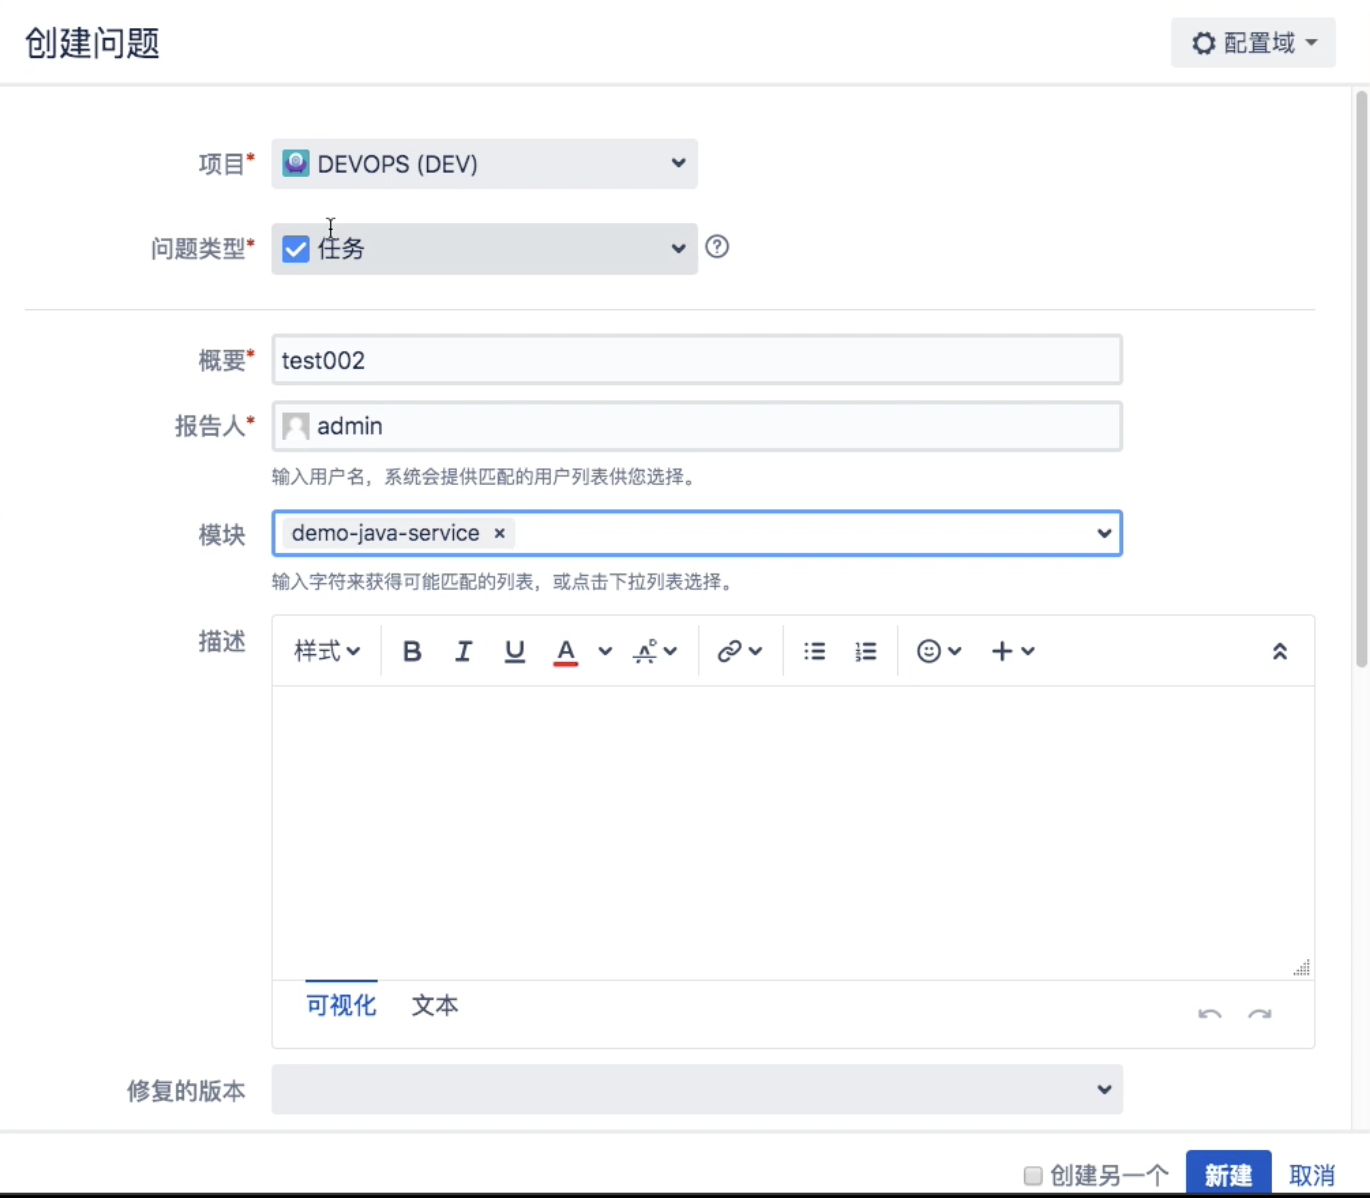 创建问题
配置域
项目*
DEVOPS (DEV)
问题类型*
任务
概要*
test002
报告人*
admin
输入用户名，系统会提供匹配的用户列表供您选择。
模块
demo-java-service ×
输入字符来获得可能匹配的列表，或点击下拉列表选择。
描述
样式 B I U A
可视化 文本
修复的版本
创建另一个 新建 取消